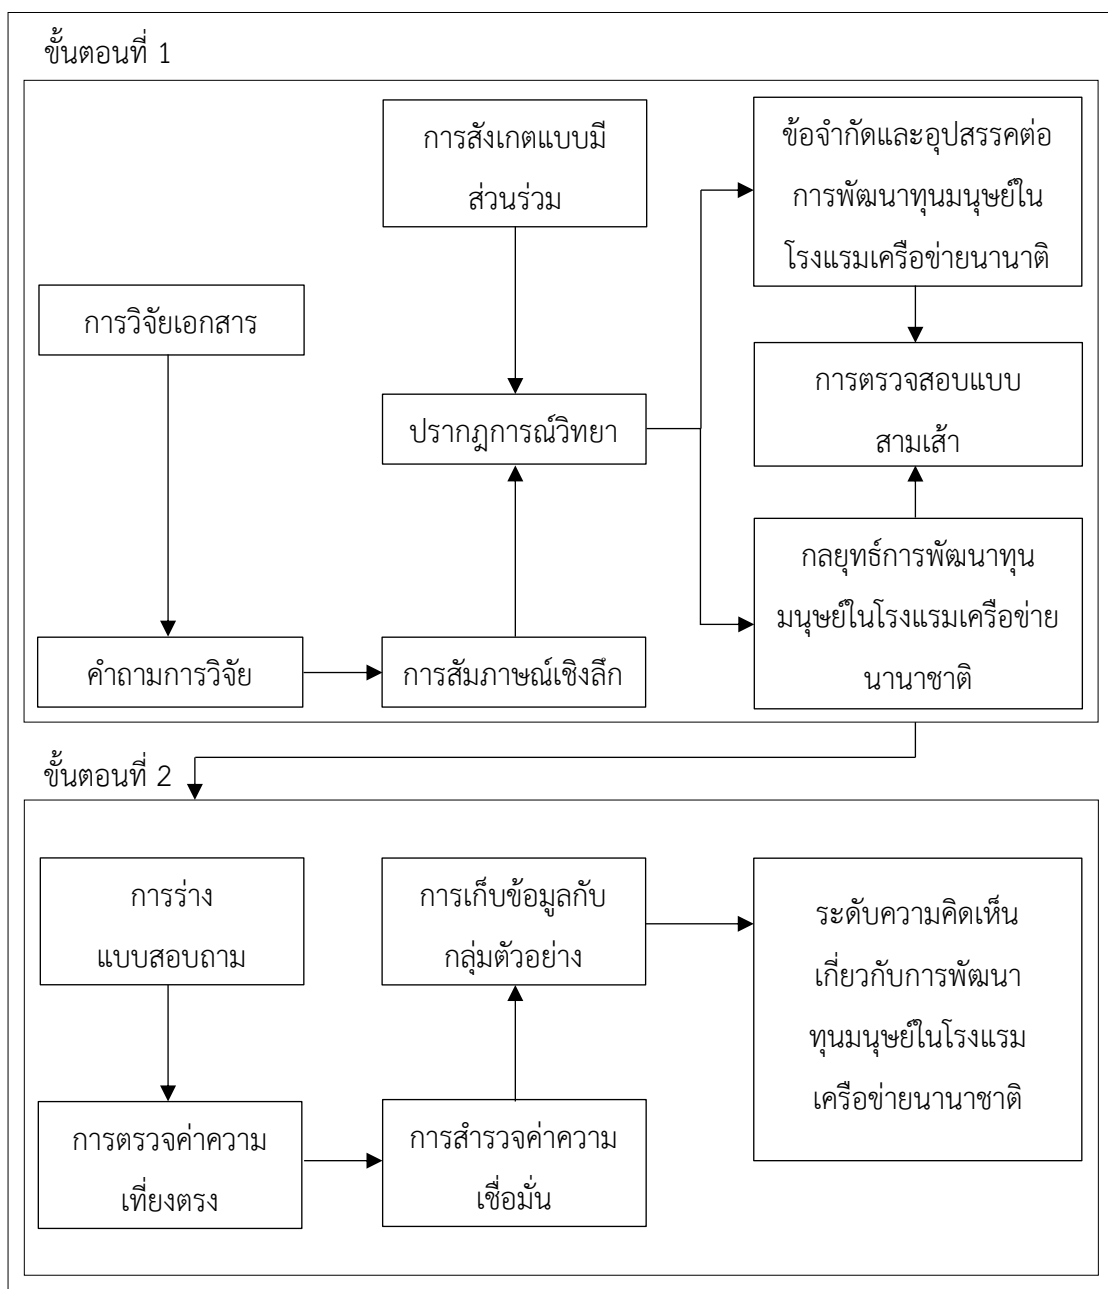 ขั้นตอนที่ 1
การสังเกตแบบมี
ส่วนร่วม
ข้อจำกัดและอุปสรรคต่อ
การพัฒนาทุนมนุษย์ใน
โรงแรมเครือข่ายนานาติ
การวิจัยเอกสาร
ปรากฏการณ์วิทยา
การตรวจสอบแบบ
สามเส้า
คำถามการวิจัย
การสัมภาษณ์เชิงลึก
กลยุทธ์การพัฒนาทุน
มนุษย์ในโรงแรมเครือข่าย
นานาชาติ
ขั้นตอนที่ 2
การร่าง
แบบสอบถาม
การเก็บข้อมูลกับ
กลุ่มตัวอย่าง
ระดับความคิดเห็น
เกี่ยวกับการพัฒนา
ทุนมนุษย์ในโรงแรม
เครือข่ายนานาชาติ
การตรวจค่าความ
เที่ยงตรง
การสำรวจค่าความ
เชื่อมั่น